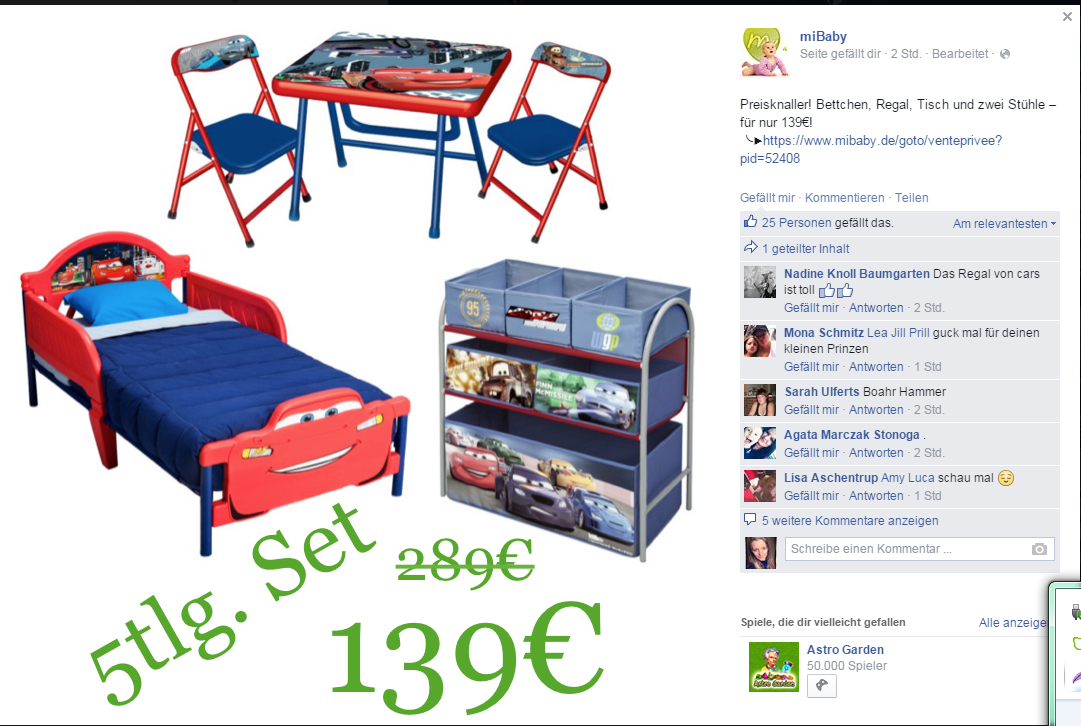 miBaby
Seite gefällt dir · 2 Std. · Bearbeitet ·
Preisknaller! Bettchen, Regal, Tisch und zwei Stühle –
für nur 139€!
https://www.mibaby.de/goto/venteprivee?
pid=52408
Gefällt mir · Kommentieren · Teilen
25 Personen gefällt das.
Am relevantesten
1 geteilter Inhalt
Nadine Knoll Baumgarten Das Regal von cars
ist toll
Gefällt mir · Antworten · 2 Std.
Mona Schmitz Lea Jill Prill guck mal für deinen
kleinen Prinzen
Gefällt mir · Antworten · 1 Std
Sarah Ulferts Boahr Hammer
Gefällt mir · Antworten · 2 Std.
Agata Marczak Stonoga .
Gefällt mir · Antworten · 2 Std.
Lisa Aschentrup Amy Luca schau mal
Gefällt mir · Antworten · 1 Std
5 weitere Kommentare anzeigen
Schreibe einen Kommentar ...
Spiele, die dir vielleicht gefallen
Alle anzeige
Astro Garden
50.000 Spieler
Astro Garden
95
wgp
FINN
McMISSILE
5tlg. Set
289€
139€